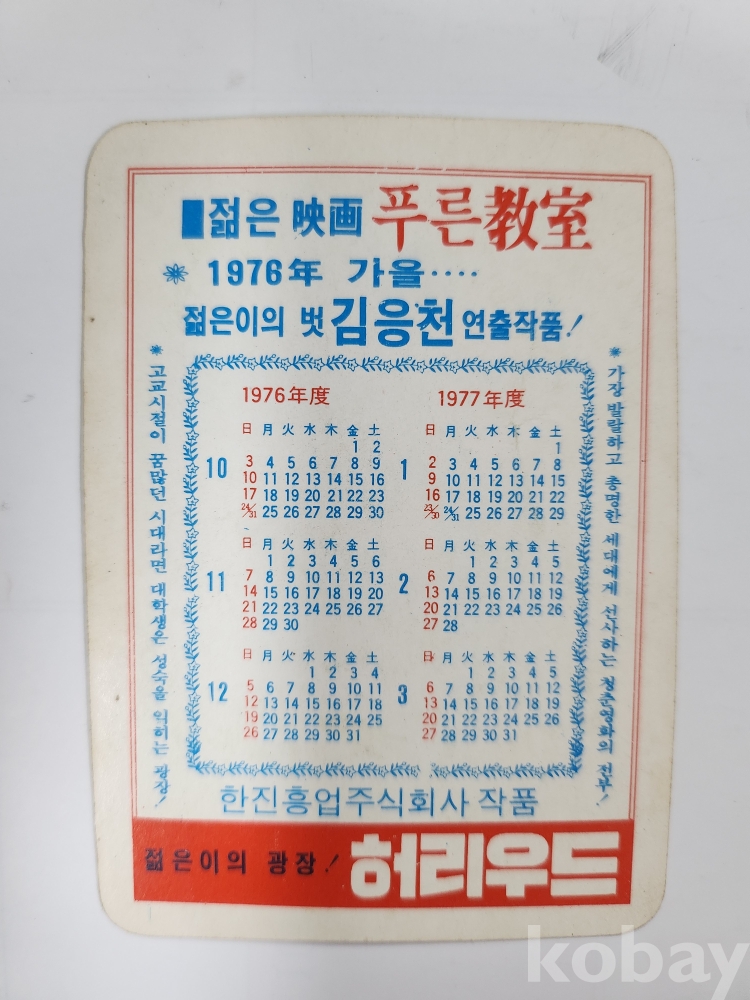 ■젊은 映画 푸른教室
* 1976年 가을‥‥
젊은이의 벗 김응천 연출작품!
* 고교시절이 꿈많던 시대라면 대학생은 성숙을 익히는 광장!
1976年度
日 月 火 水 木 金 土
10
1 2
3 4 5 6 7 8 9
10 11 12 13 14 15 16
17 18 19 20 21 22 23
24/31 25 26 27 28 29 30
日 月 火 水 木 金 土
11
1 2 3 4 5 6
7 8 9 10 11 12 13
14 15 16 17 18 19 20
21 22 23 24 25 26 27
28 29 30
日 月 火 水 木 金 土
12
1 2 3 4
5 6 7 8 9 10 11
12 13 14 15 16 17 18
19 20 21 22 23 24 25
26 27 28 29 30 31
1977年度
日 月 火 水 木 金 土
1
1
2 3 4 5 6 7 8
9 10 11 12 13 14 15
16 17 18 19 20 21 22
23/30 24/31 25 26 27 28 29
日 月 火 水 木 金 土
2
1 2 3 4 5
6 7 8 9 10 11 12
13 14 15 16 17 18 19
20 21 22 23 24 25 26
27 28
日 月 火 水 木 金 土
3
1 2 3 4 5
6 7 8 9 10 11 12
13 14 15 16 17 18 19
20 21 22 23 24 25 26
27 28 29 30 31
* 가장 발랄하고 총명한 세대에게 선사하는 청춘영화의 전부!
한진흥업주식회사 작품
젊은이의 광장! 허리우드
kobay